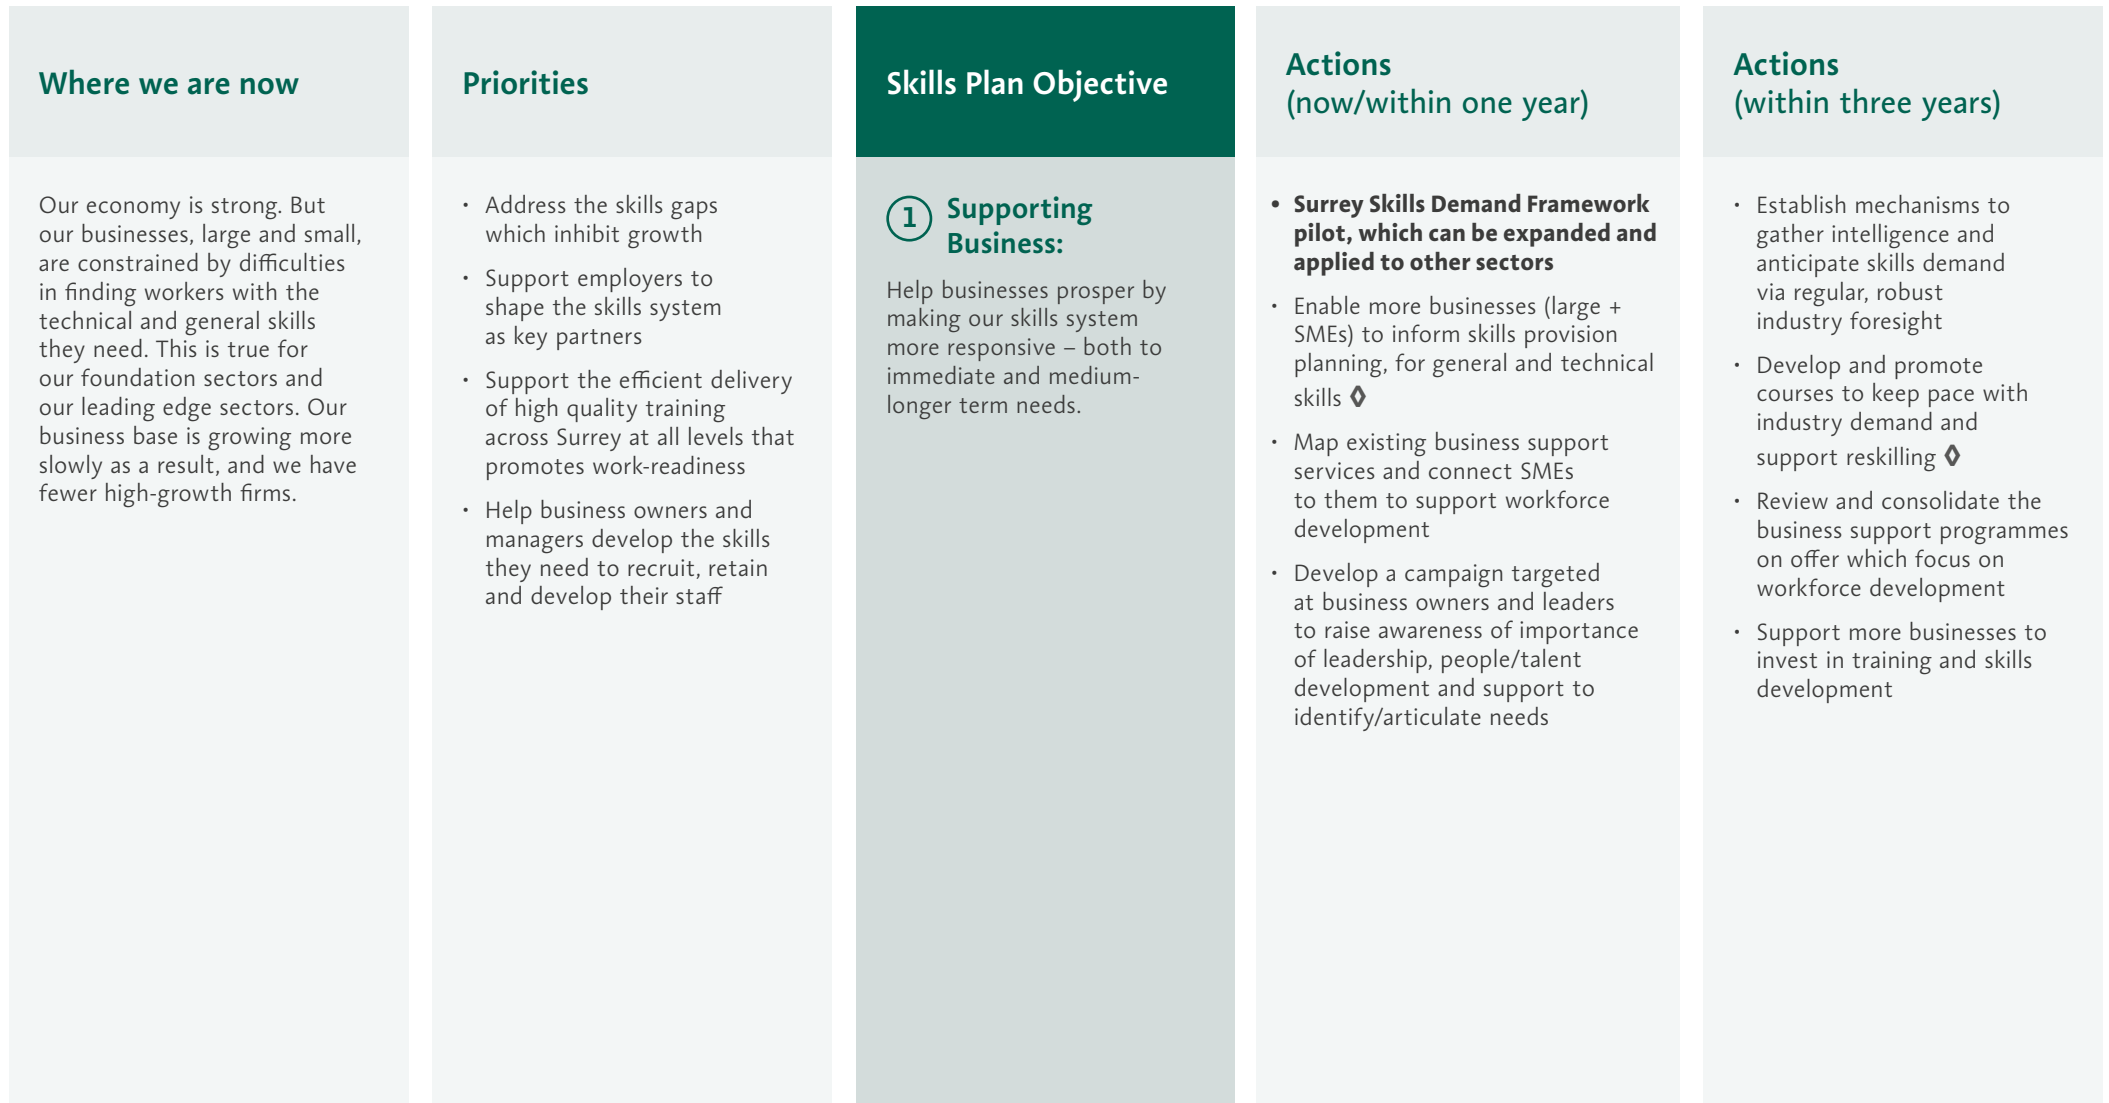 Where we are now
Our economy is strong. But
our businesses, large and small,
are constrained by difficulties
in finding workers with the
technical and general skills
they need. This is true for
our foundation sectors and
our leading edge sectors. Our
business base is growing more
slowly as a result, and we have
fewer high-growth firms.
Priorities
• Address the skills gaps
which inhibit growth
• Support employers to
shape the skills system
as key partners
• Support the efficient delivery
of high quality training
across Surrey at all levels that
promotes work-readiness
• Help business owners and
managers develop the skills
they need to recruit, retain
and develop their staff
Skills Plan Objective
1 Supporting
Business:
Help businesses prosper by
making our skills system
more responsive – both to
immediate and medium-
longer term needs.
Actions
(now/within one year)
• Surrey Skills Demand Framework
pilot, which can be expanded and
applied to other sectors
• Enable more businesses (large +
SMEs) to inform skills provision
planning, for general and technical
skills ◊
• Map existing business support
services and connect SMEs
to them to support workforce
development
• Develop a campaign targeted
at business owners and leaders
to raise awareness of importance
of leadership, people/talent
development and support to
identify/articulate needs
Actions
(within three years)
• Establish mechanisms to
gather intelligence and
anticipate skills demand
via regular, robust
industry foresight
• Develop and promote
courses to keep pace with
industry demand and
support reskilling ◊
• Review and consolidate the
business support programmes
on offer which focus on
workforce development
• Support more businesses to
invest in training and skills
development